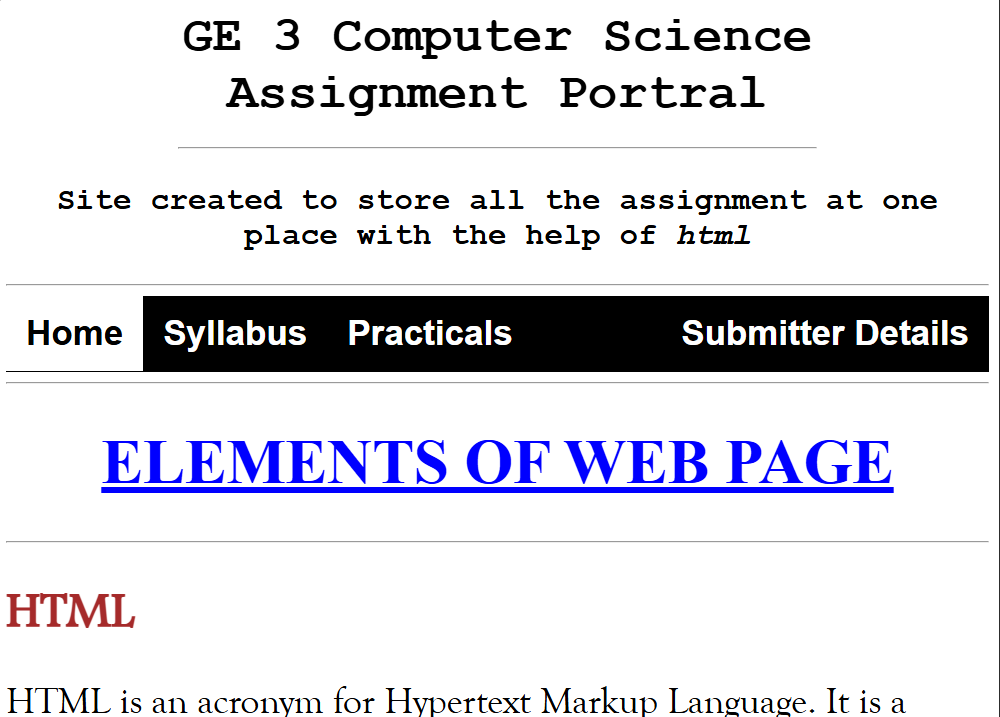 GE 3 Computer Science
Assignment Portral
Site created to store all the assignment at one
place with the help of html
Home Syllabus Practicals Submitter Details
ELEMENTS OF WEB PAGE
HTML
HTML is an acronym for Hypertext Markup Language. It is a